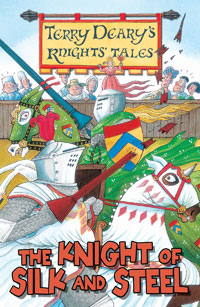 TERRY DEARY'S
KNIGHTS' TALES
THE KNIGHT OF
SILK AND STEEL